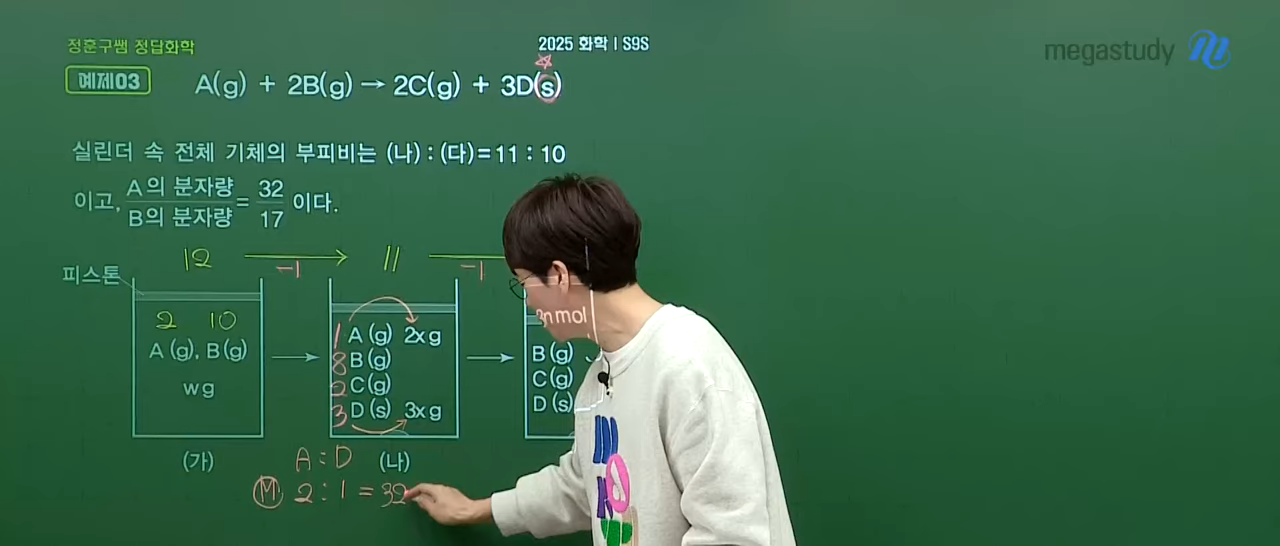 정훈구쌤 정답화학
2025 화학 I S9S
megastudy
예제03 A(g) + 2B(g) → 2C(g) + 3D(s)
실린더 속 전체 기체의 부피비는 (나) : (다) = 11 : 10
이고, A의 분자량 / B의 분자량 = 32 / 17 이다.
12 → 11
-1 -1
피스톤
2 10
A(g), B(g)
w g
(가)
1 A(g) 2x g
8 B(g)
2 C(g)
3 D(s) 3x g
(나)
n mol
B(g)
C(g)
D(s)
A : D
M 2 : 1 = 32